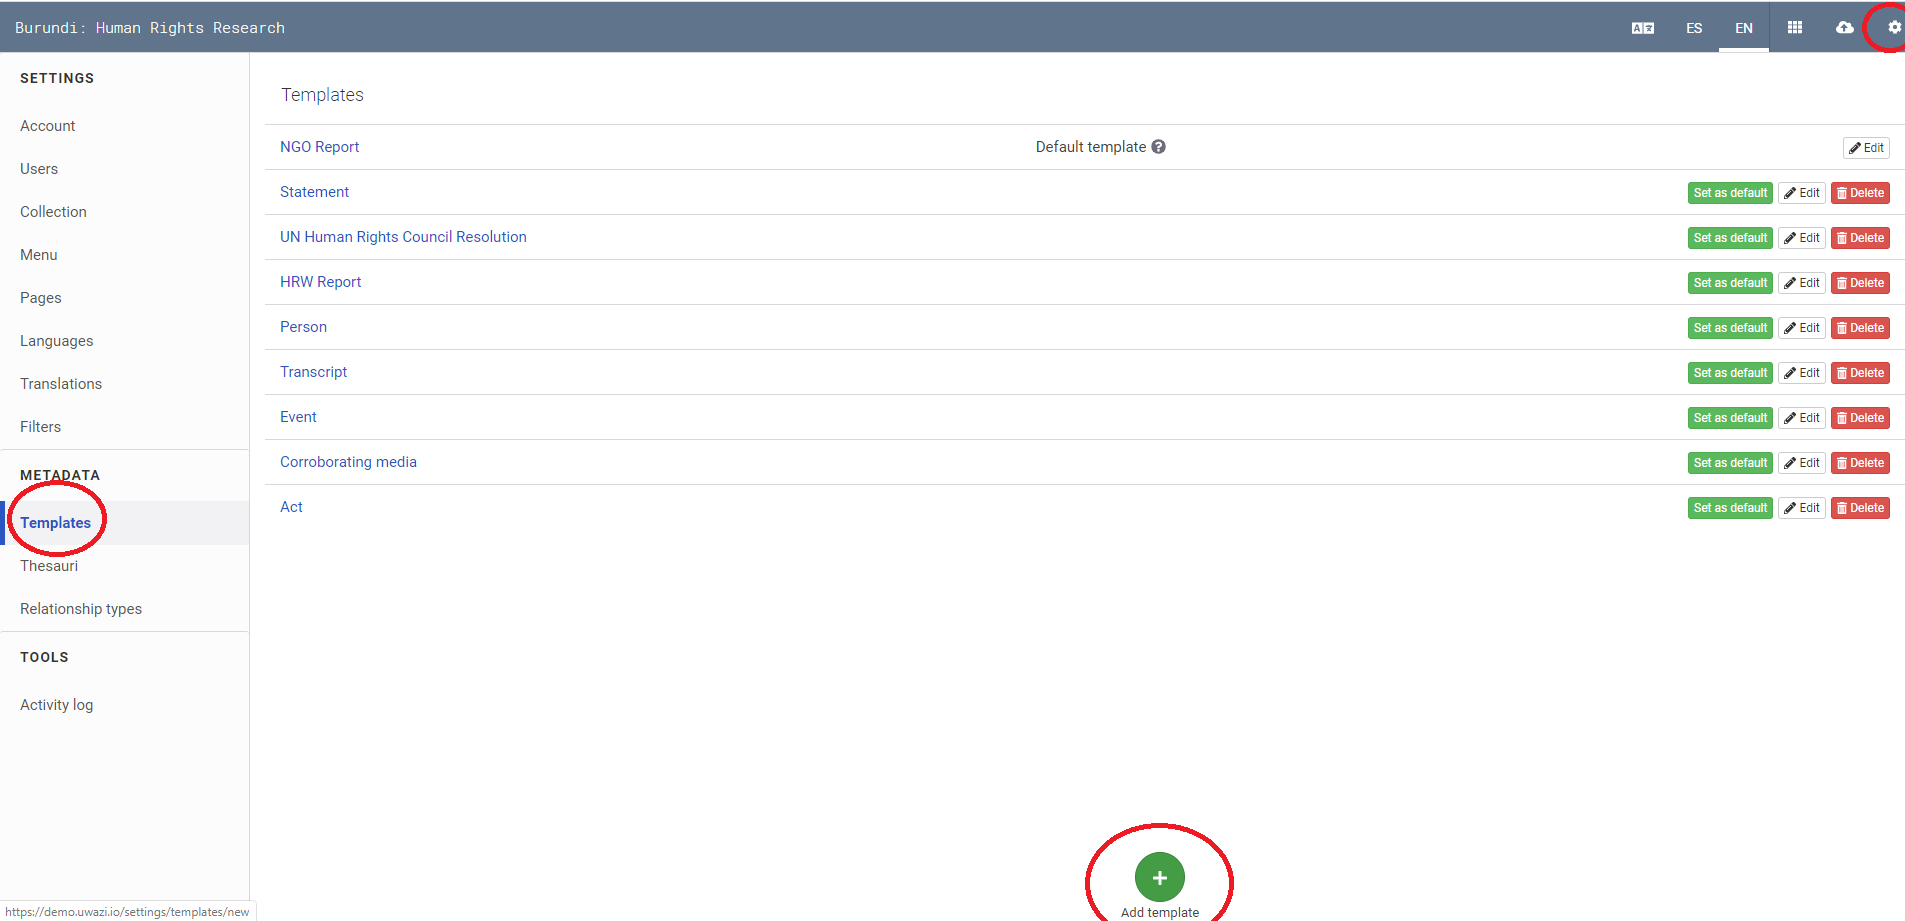 Burundi: Human Rights Research
ES
EN
SETTINGS
Account
Users
Collection
Menu
Pages
Languages
Translations
Filters
METADATA
Templates
Thesauri
Relationship types
TOOLS
Activity log
https://demo.uwazi.io/settings/templates/new
Templates
NGO Report Default template ? Edit
Statement Set as default Edit Delete
UN Human Rights Council Resolution Set as default Edit Delete
HRW Report Set as default Edit Delete
Person Set as default Edit Delete
Transcript Set as default Edit Delete
Event Set as default Edit Delete
Corroborating media Set as default Edit Delete
Act Set as default Edit Delete
Add template